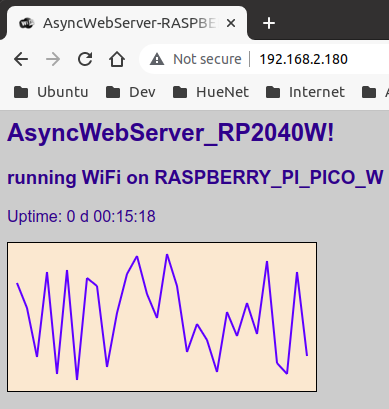 AsyncWebServer-RASPBE
Not secure 192.168.2.180
Ubuntu Dev HueNet Internet
AsyncWebServer_RP2040W!
running WiFi on RASPBERRY_PI_PICO_W
Uptime: 0 d 00:15:18